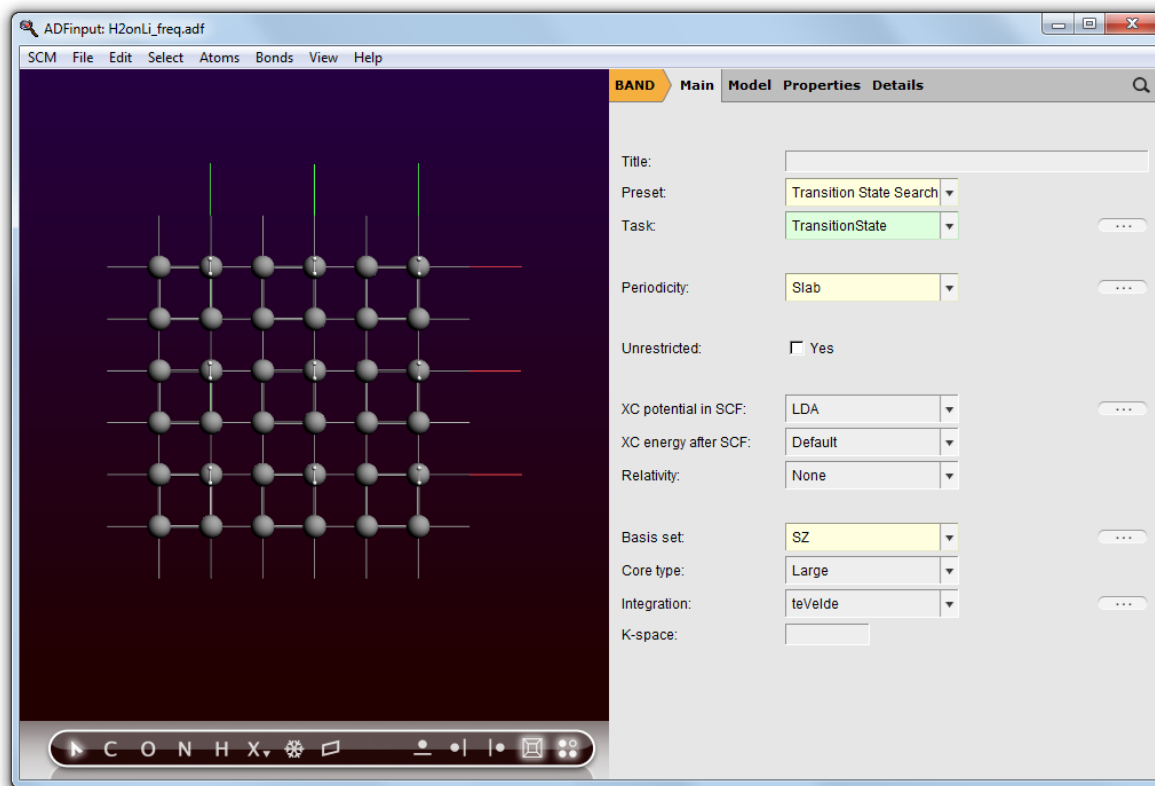 ADFinput: H2onLi_freq.adf
SCM File Edit Select Atoms Bonds View Help
BAND Main Model Properties Details
Title:
Preset: Transition State Search
Task: TransitionState
Periodicity: Slab
Unrestricted: Yes
XC potential in SCF: LDA
XC energy after SCF: Default
Relativity: None
Basis set: SZ
Core type: Large
Integration: teVelde
K-space:
C O N H X